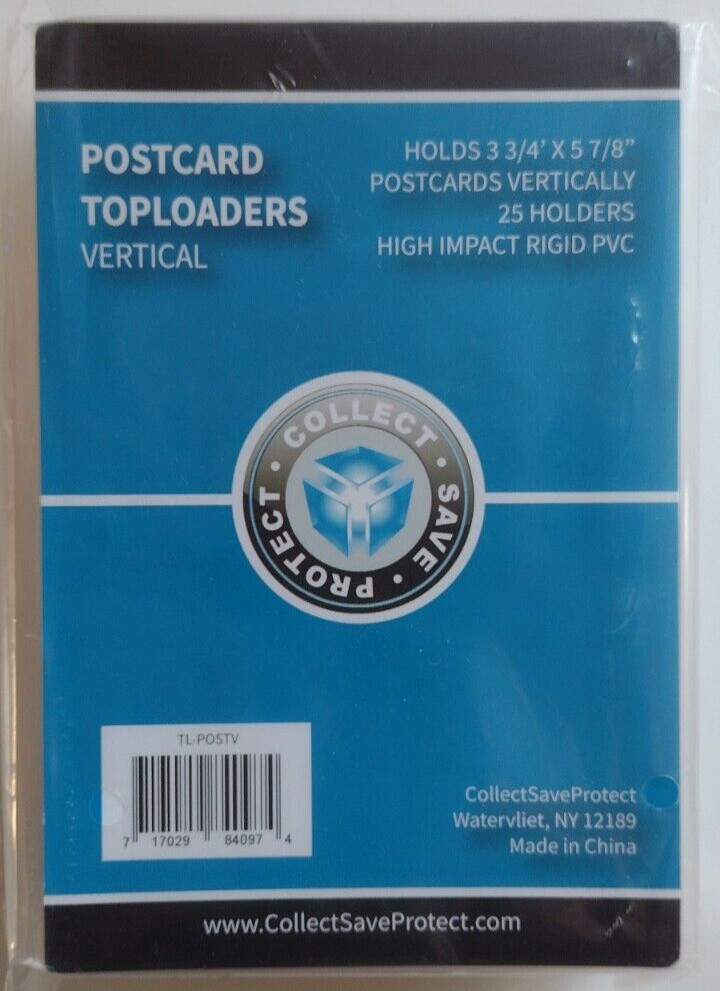 POSTCARD
TOPLOADERS
VERTICAL
HOLDS 3 3/4' X 5 7/8”
POSTCARDS VERTICALLY
25 HOLDERS
HIGH IMPACT RIGID PVC
COLLECT • SAVE • PROTECT •
TL-POSTV
7 17029 84097 4
CollectSaveProtect
Watervliet, NY 12189
Made in China
www.CollectSaveProtect.com